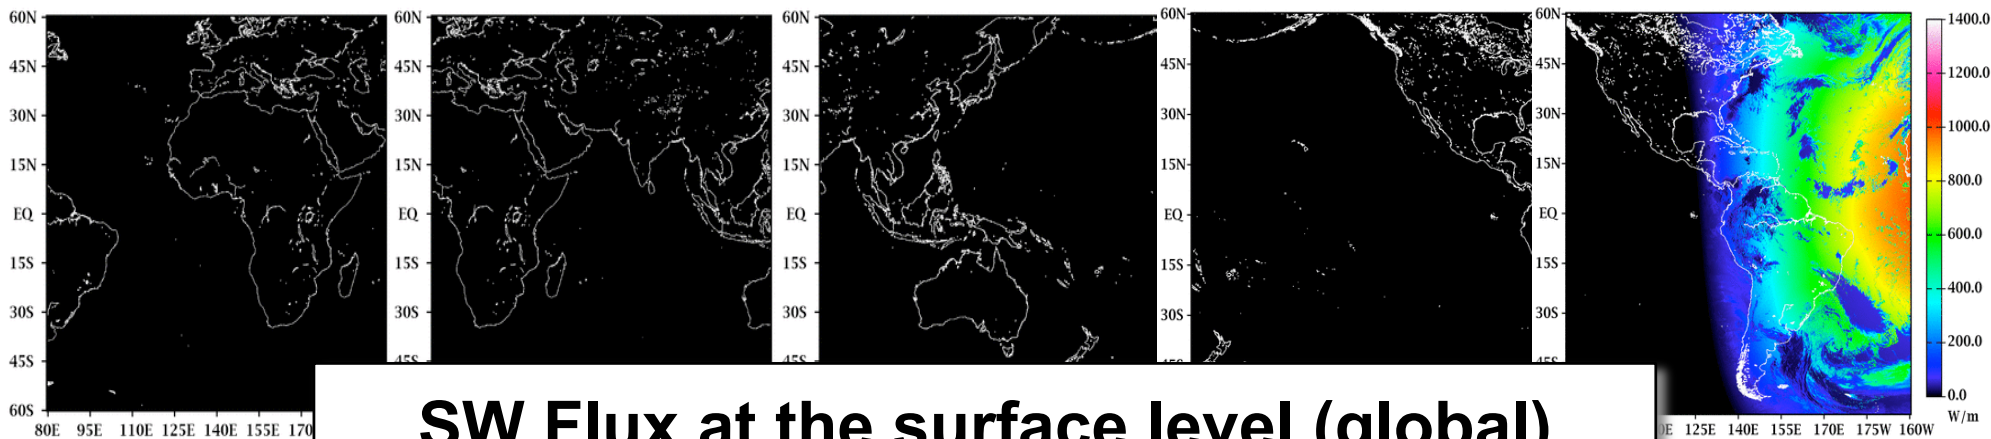 60N 60N 60N 60N 60N 1400.0
45N 45N 45N 45N 45N 1200.0
30N 30N 30N 30N 30N 1000.0
15N 15N 15N 15N 15N 800.0
EQ EQ EQ EQ EQ 600.0
15S 15S 15S 15S 15S 400.0
30S 30S 30S 30S 30S 200.0
45S 0.0
60S W/m
80E 95E 110E 125E 140E 155E 125E 140E 155E 170E 175W 160W
SW Flux at the surface level (global)